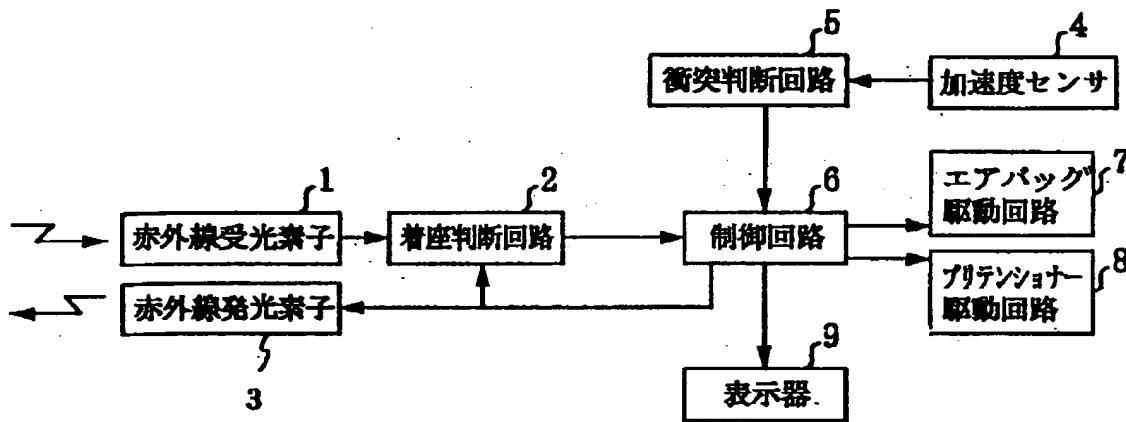 5
4
衝突判断回路
加速度センサ
1
2
6
7
エアバッグ
駆動回路
赤外線受光素子
着座判断回路
制御回路
8
プリテンショナー
駆動回路
赤外線発光素子
3
9
表示器